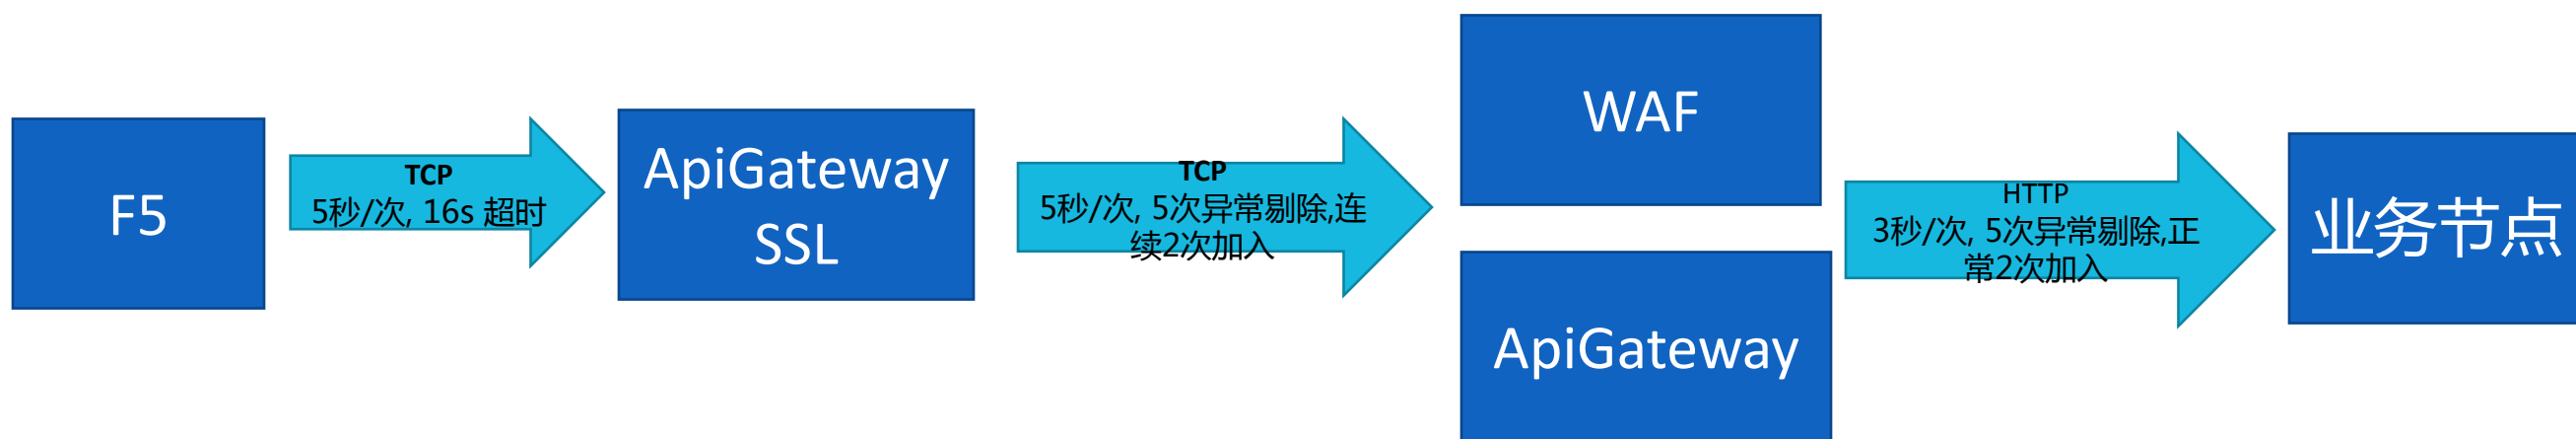 F5
TCP
5秒/次, 16s 超时
ApiGateway
SSL
TCP
5秒/次, 5次异常剔除,连
续2次加入
WAF
ApiGateway
HTTP
3秒/次, 5次异常剔除,正
常2次加入
业务节点